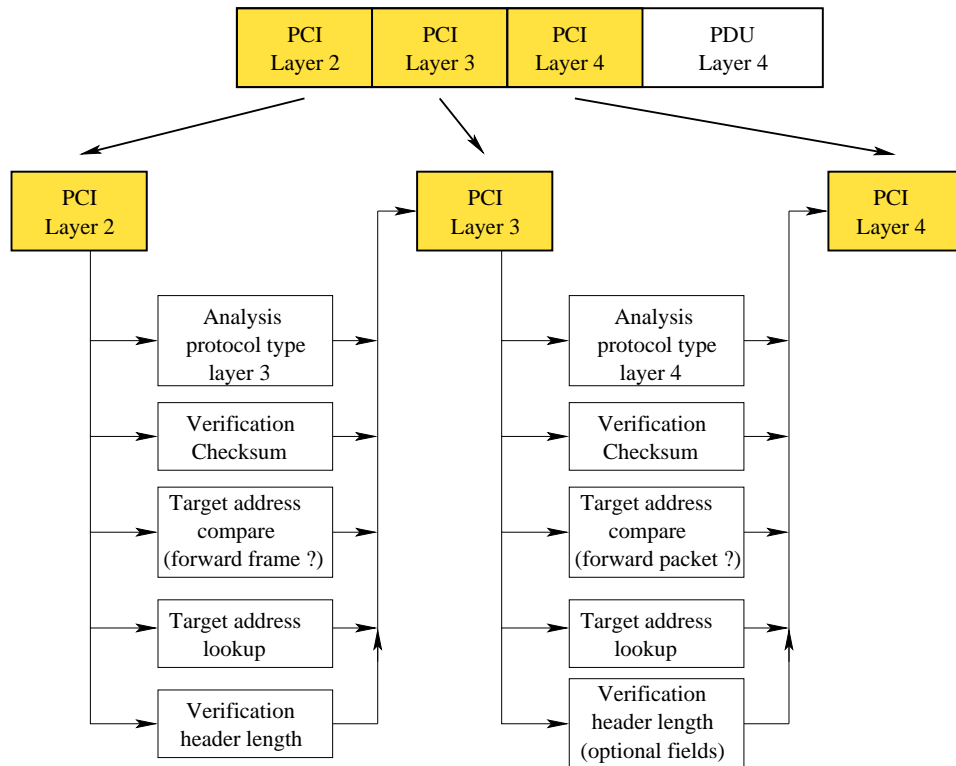 PCI
Layer 2
PCI
Layer 3
PCI
Layer 4
PDU
Layer 4
PCI
Layer 2
PCI
Layer 3
PCI
Layer 4
Analysis
protocol type
layer 3
Verification
Checksum
Target address
compare
(forward frame ?)
Target address
lookup
Verification
header length
Analysis
protocol type
layer 4
Verification
Checksum
Target address
compare
(forward packet ?)
Target address
lookup
Verification
header length
(optional fields)